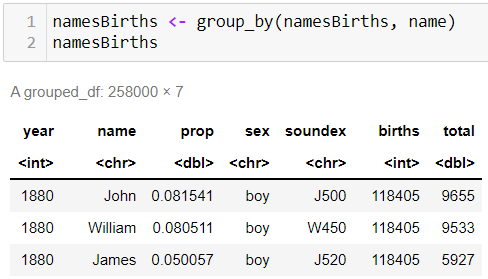 1 namesBirths <- group_by(namesBirths, name)
2 namesBirths
A grouped_df: 258000 × 7
year name prop sex soundex births total
<int> <chr> <dbl> <chr> <chr> <int> <dbl>
1880 John 0.081541 boy J500 118405 9655
1880 William 0.080511 boy W450 118405 9533
1880 James 0.050057 boy J520 118405 5927